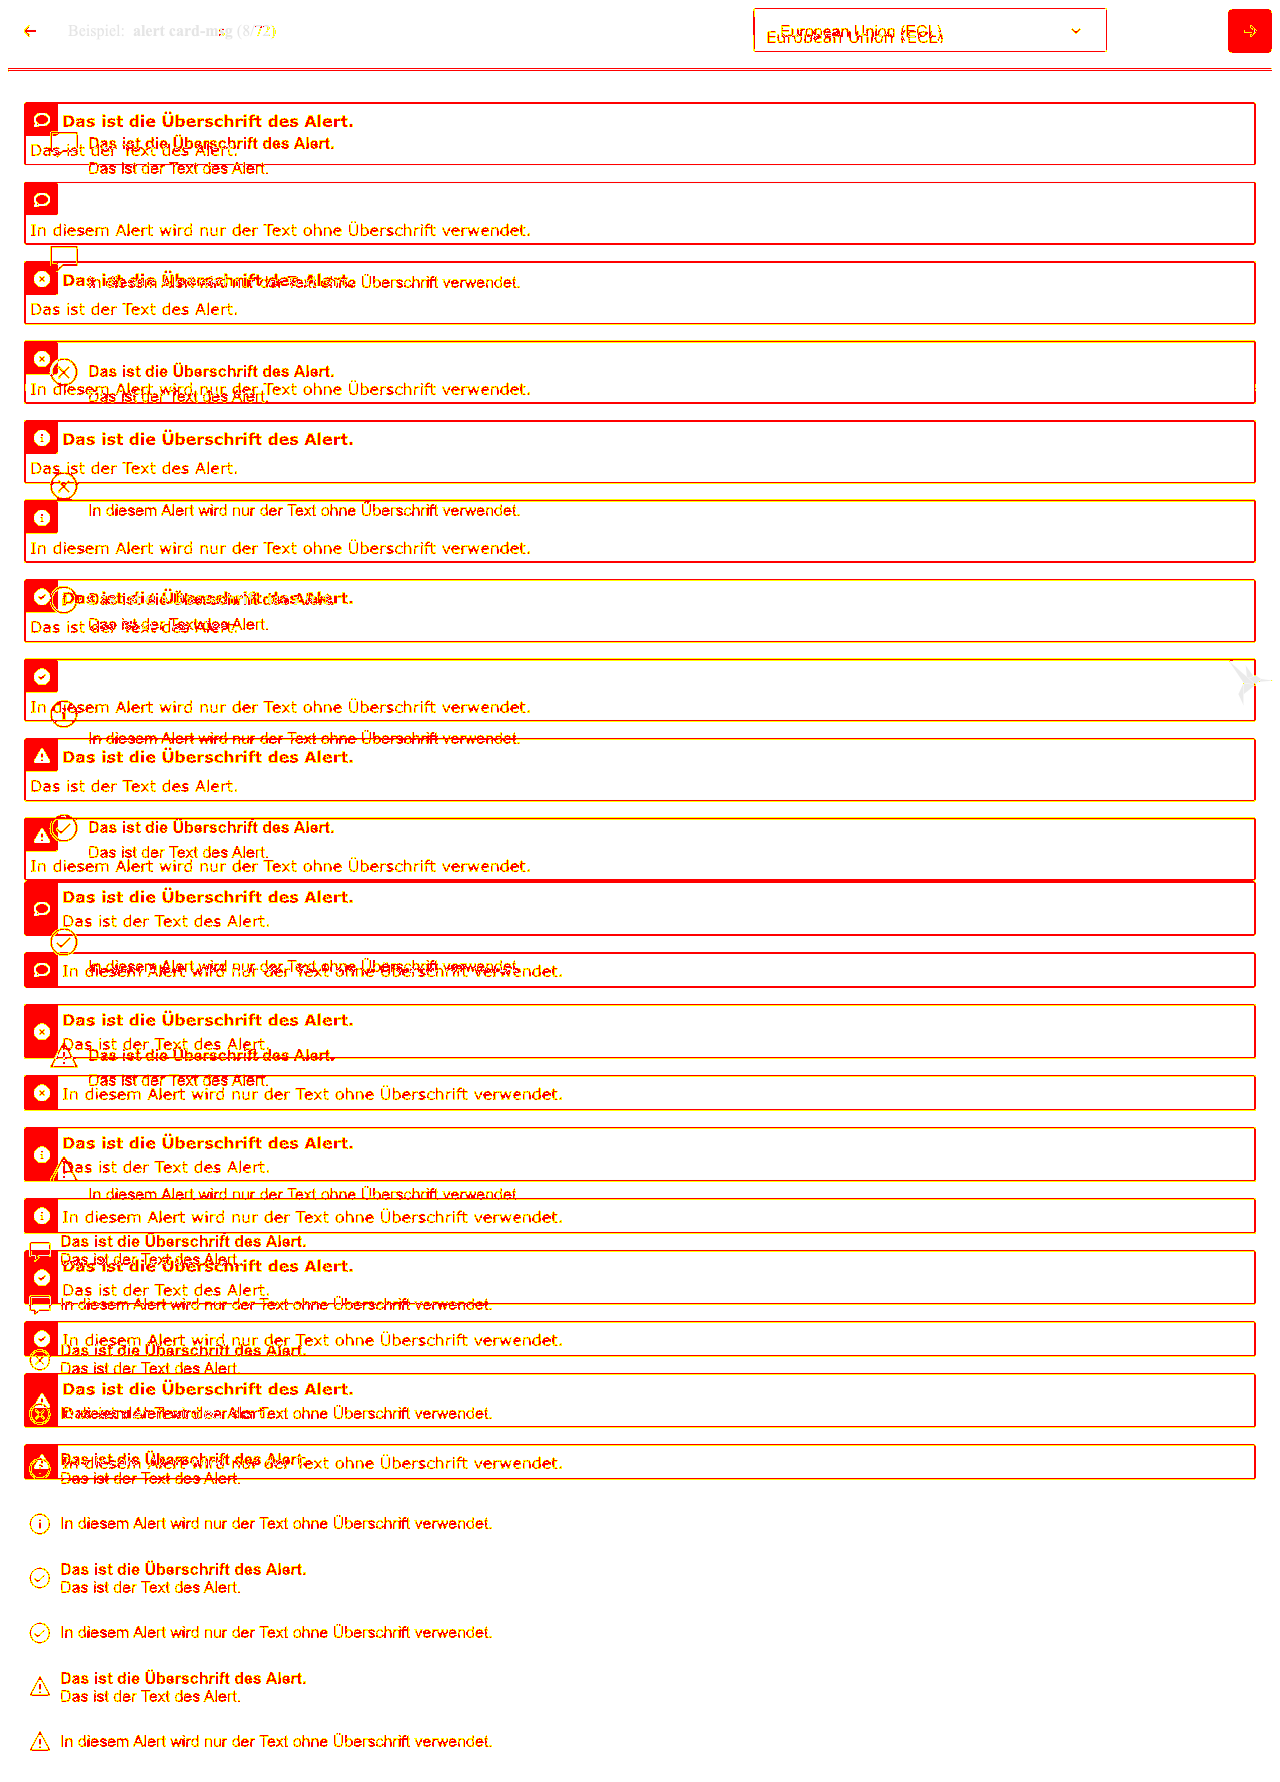 Beispiel: alert card-msg (8/72)
European Union (ECL)
European Union (ECL)
Das ist die Überschrift des Alert.
Das ist die Überschrift des Alert.
Das ist der Text des Alert.
Das ist der Text des Alert.
In diesem Alert wird nur der Text ohne Überschrift verwendet.
Das ist die Überschrift des Alert.
In diesem Alert wird nur der Text ohne Überschrift verwendet.
Das ist der Text des Alert.
Das ist die Überschrift des Alert.
In diesem Alert wird nur der Text ohne Überschrift verwendet.
Das ist der Text des Alert.
Das ist die Überschrift des Alert.
Das ist der Text des Alert.
In diesem Alert wird nur der Text ohne Überschrift verwendet.
In diesem Alert wird nur der Text ohne Überschrift verwendet.
Das ist die Überschrift des Alert.
Das ist der Text des Alert.
Das ist der Text des Alert.
In diesem Alert wird nur der Text ohne Überschrift verwendet.
In diesem Alert wird nur der Text ohne Überschrift verwendet.
Das ist die Überschrift des Alert.
Das ist der Text des Alert.
Das ist die Überschrift des Alert.
Das ist der Text des Alert.
In diesem Alert wird nur der Text ohne Überschrift verwendet.
Das ist die Überschrift des Alert.
Das ist der Text des Alert.
In diesem Alert wird nur der Text ohne Überschrift verwendet.
In diesem Alert wird nur der Text ohne Überschrift verwendet.
Das ist die Überschrift des Alert.
Das ist der Text des Alert.
Das ist die Überschrift des Alert.
Das ist der Text des Alert.
In diesem Alert wird nur der Text ohne Überschrift verwendet.
Das ist die Überschrift des Alert.
Das ist der Text des Alert.
In diesem Alert wird nur der Text ohne Überschrift verwendet.
In diesem Alert wird nur der Text ohne Überschrift verwendet.
Das ist die Überschrift des Alert.
Das ist der Text des Alert.
Das ist die Überschrift des Alert.
Das ist der Text des Alert.
In diesem Alert wird nur der Text ohne Überschrift verwendet.
In diesem Alert wird nur der Text ohne Überschrift verwendet.
Das ist die Überschrift des Alert.
Das ist der Text des Alert.
Das ist die Überschrift des Alert.
In diesem Alert wird nur der Text ohne Überschrift verwendet.
Das ist die Überschrift des Alert.
In diesem Alert wird nur der Text ohne Überschrift verwendet.
Das ist der Text des Alert.
In diesem Alert wird nur der Text ohne Überschrift verwendet.
Das ist die Überschrift des Alert.
Das ist der Text des Alert.
In diesem Alert wird nur der Text ohne Überschrift verwendet.
Das ist die Überschrift des Alert.
Das ist der Text des Alert.
In diesem Alert wird nur der Text ohne Überschrift verwendet.